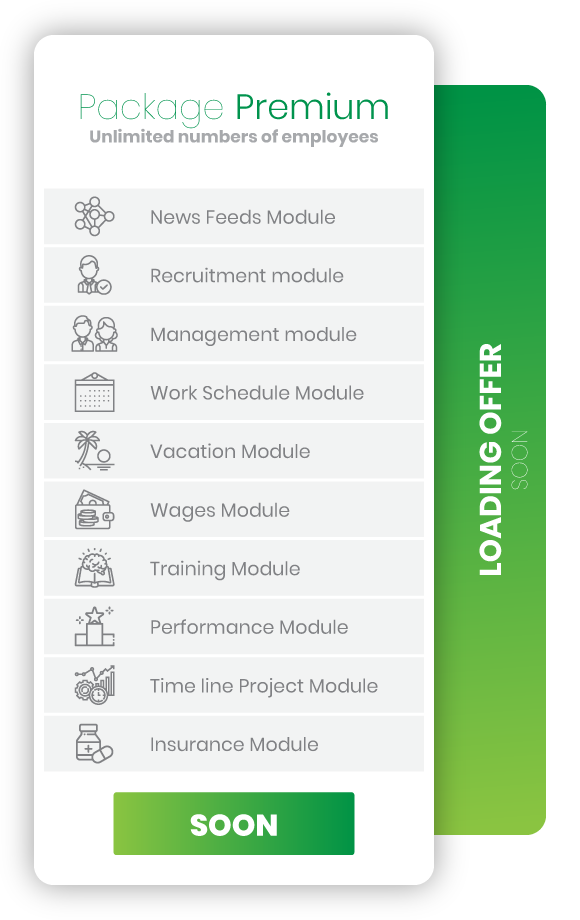 Package Premium
Unlimited numbers of employees
News Feeds Module
Recruitment module
Management module
Work Schedule Module
Vacation Module
Wages Module
Training Module
Performance Module
Time line Project Module
Insurance Module
SOON
LOADING OFFER
SOON